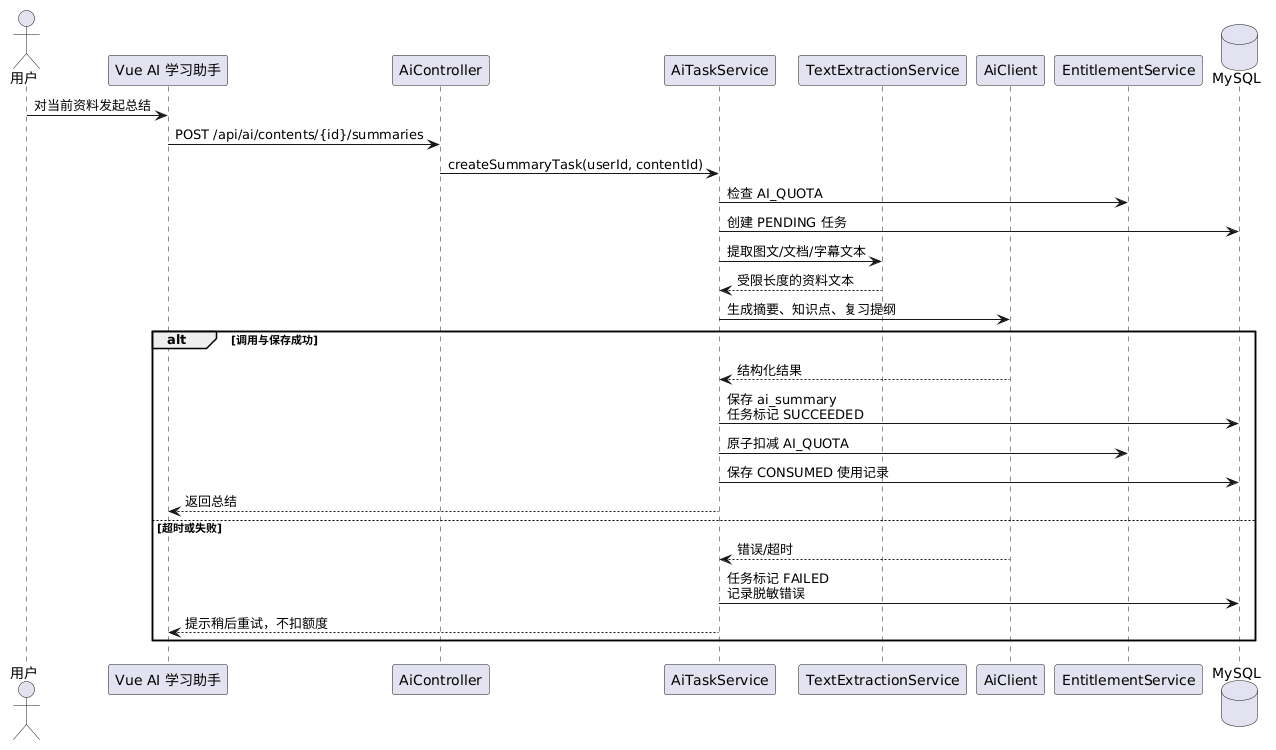 用户
Vue AI 学习助手
AiController
AiTaskService
TextExtractionService
AiClient
EntitlementService
MySQL
对当前资料发起总结
POST /api/ai/contents/{id}/summaries
createSummaryTask(userId, contentId)
检查 AI_QUOTA
创建 PENDING 任务
提取图文/文档/字幕文本
受限长度的资料文本
生成摘要、知识点、复习提纲
alt
[调用与保存成功]
结构化结果
保存 ai_summary
任务标记 SUCCEEDED
原子扣减 AI_QUOTA
保存 CONSUMED 使用记录
返回总结
[超时或失败]
错误/超时
任务标记 FAILED
记录脱敏错误
提示稍后重试，不扣额度
用户
Vue AI 学习助手
AiController
AiTaskService
TextExtractionService
AiClient
EntitlementService
MySQL